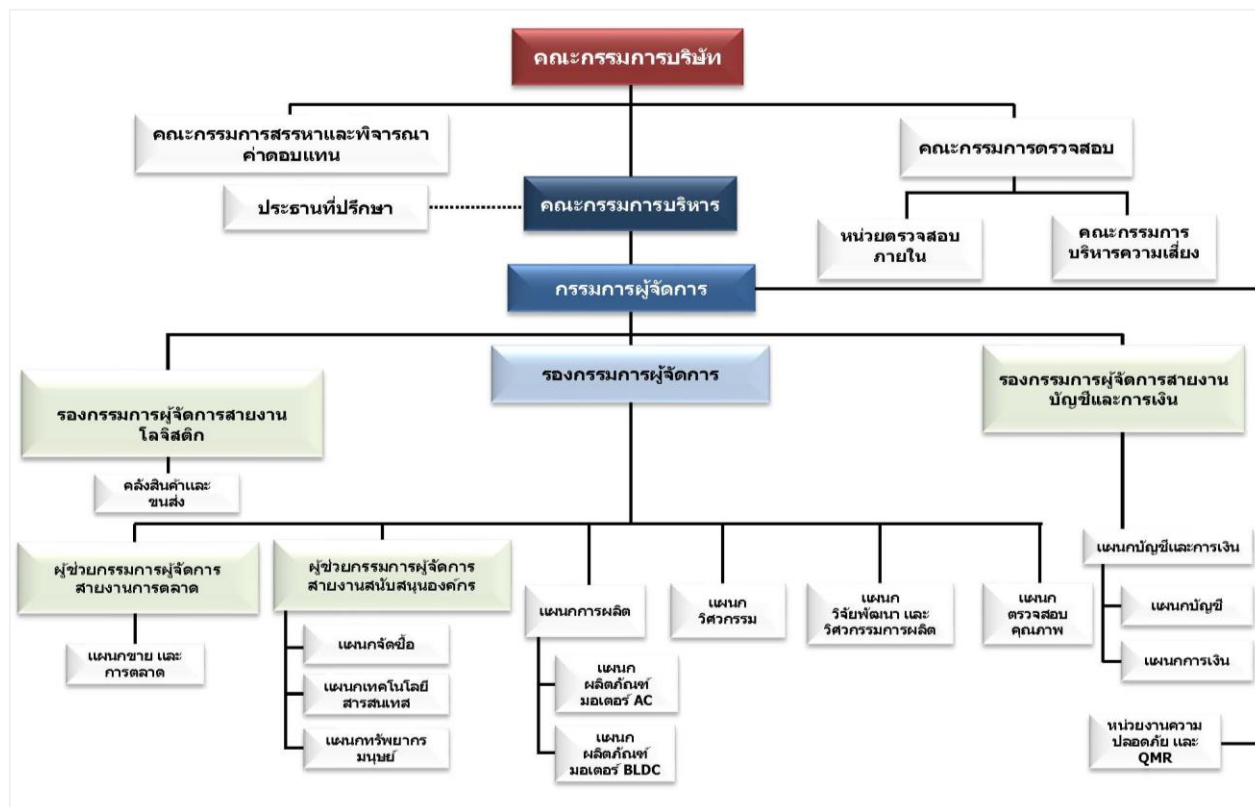 คณะกรรมการบริษัท
คณะกรรมการสรรหาและพิจารณา
ค่าตอบแทน
คณะกรรมการตรวจสอบ
ประธานที่ปรึกษา
คณะกรรมการบริหาร
หน่วยตรวจสอบ
ภายใน
คณะกรรมการ
บริหารความเสี่ยง
กรรมการผู้จัดการ
รองกรรมการผู้จัดการสายงาน
โลจิสติก
รองกรรมการผู้จัดการ
รองกรรมการผู้จัดการสายงาน
บัญชีและการเงิน
คลังสินค้าและ
ขนส่ง
ผู้ช่วยกรรมการผู้จัดการ
สายงานการตลาด
ผู้ช่วยกรรมการผู้จัดการ
สายงานสนับสนุนองค์กร
แผนกการผลิต
แผนก
วิศวกรรม
แผนก
วิจัยพัฒนา และ
วิศวกรรมการผลิต
แผนก
ตรวจสอบ
คุณภาพ
แผนกบัญชีและการเงิน
แผนกบัญชี
แผนกการเงิน
แผนกขาย และ
การตลาด
แผนกจัดซื้อ
แผนกเทคโนโลยี
สารสนเทส
แผนกทรัพยากร
มนุษย์
แผนก
ผลิตภัณฑ์
มอเตอร์ AC
แผนก
ผลิตภัณฑ์
มอเตอร์ BLDC
หน่วยงานความ
ปลอดภัย และ
QMR